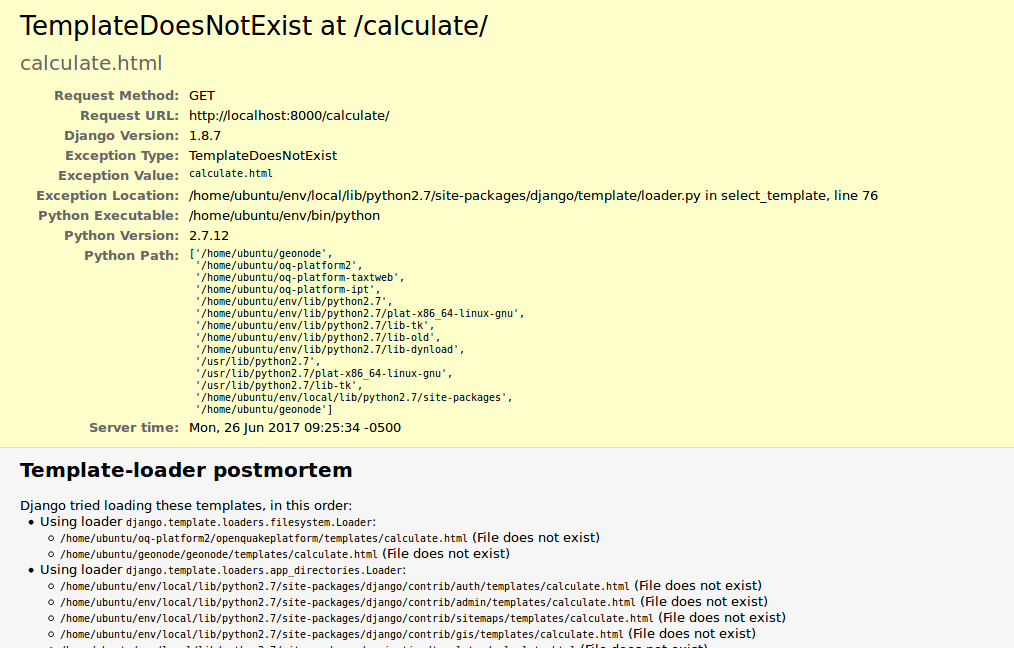 TemplateDoesNotExist at /calculate/
calculate.html
Request Method: GET
Request URL: http://localhost:8000/calculate/
Django Version: 1.8.7
Exception Type: TemplateDoesNotExist
Exception Value: calculate.html
Exception Location: /home/ubuntu/env/local/lib/python2.7/site-packages/django/template/loader.py in select_template, line 76
Python Executable: /home/ubuntu/env/bin/python
Python Version: 2.7.12
Python Path: ['/home/ubuntu/geonode',
'/home/ubuntu/oq-platform2',
'/home/ubuntu/oq-platform-taxtweb',
'/home/ubuntu/oq-platform-ipt',
'/home/ubuntu/env/lib/python2.7',
'/home/ubuntu/env/lib/python2.7/plat-x86_64-linux-gnu',
'/home/ubuntu/env/lib/python2.7/lib-tk',
'/home/ubuntu/env/lib/python2.7/lib-old',
'/home/ubuntu/env/lib/python2.7/lib-dynload',
'/usr/lib/python2.7',
'/usr/lib/python2.7/plat-x86_64-linux-gnu',
'/usr/lib/python2.7/lib-tk',
'/home/ubuntu/env/local/lib/python2.7/site-packages',
'/home/ubuntu/geonode']
Server time: Mon, 26 Jun 2017 09:25:34 -0500
Template-loader postmortem
Django tried loading these templates, in this order:
• Using loader django.template.loaders.filesystem.Loader:
◦ /home/ubuntu/oq-platform2/openquakeplatform/templates/calculate.html (File does not exist)
◦ /home/ubuntu/geonode/geonode/templates/calculate.html (File does not exist)
• Using loader django.template.loaders.app_directories.Loader:
◦ /home/ubuntu/env/local/lib/python2.7/site-packages/django/contrib/auth/templates/calculate.html (File does not exist)
◦ /home/ubuntu/env/local/lib/python2.7/site-packages/django/contrib/admin/templates/calculate.html (File does not exist)
◦ /home/ubuntu/env/local/lib/python2.7/site-packages/django/contrib/sitemaps/templates/calculate.html (File does not exist)
◦ /home/ubuntu/env/local/lib/python2.7/site-packages/django/contrib/gis/templates/calculate.html (File does not exist)